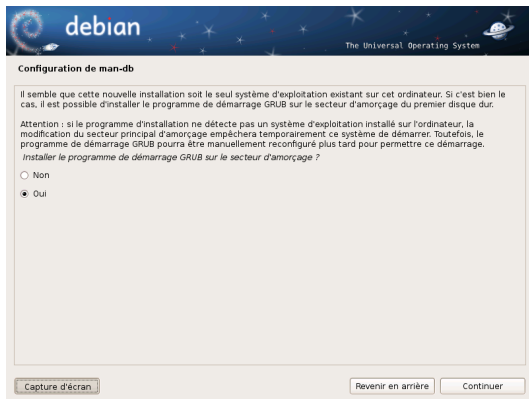 debian
The Universal Operating System
Configuration de man-db
Il semble que cette nouvelle installation soit le seul système d'exploitation existant sur cet ordinateur. Si c'est bien le
cas, il est possible d'installer le programme de démarrage GRUB sur le secteur d'amorçage du premier disque dur.
Attention : si le programme d'installation ne détecte pas un système d'exploitation installé sur l'ordinateur, la
modification du secteur principal d'amorçage empêchera temporairement ce système de démarrer. Toutefois, le
programme de démarrage GRUB pourra être manuellement reconfiguré plus tard pour permettre ce démarrage.
Installer le programme de démarrage GRUB sur le secteur d'amorçage ?
Non
Oui
Capture d'écran
Revenir en arrière
Continuer